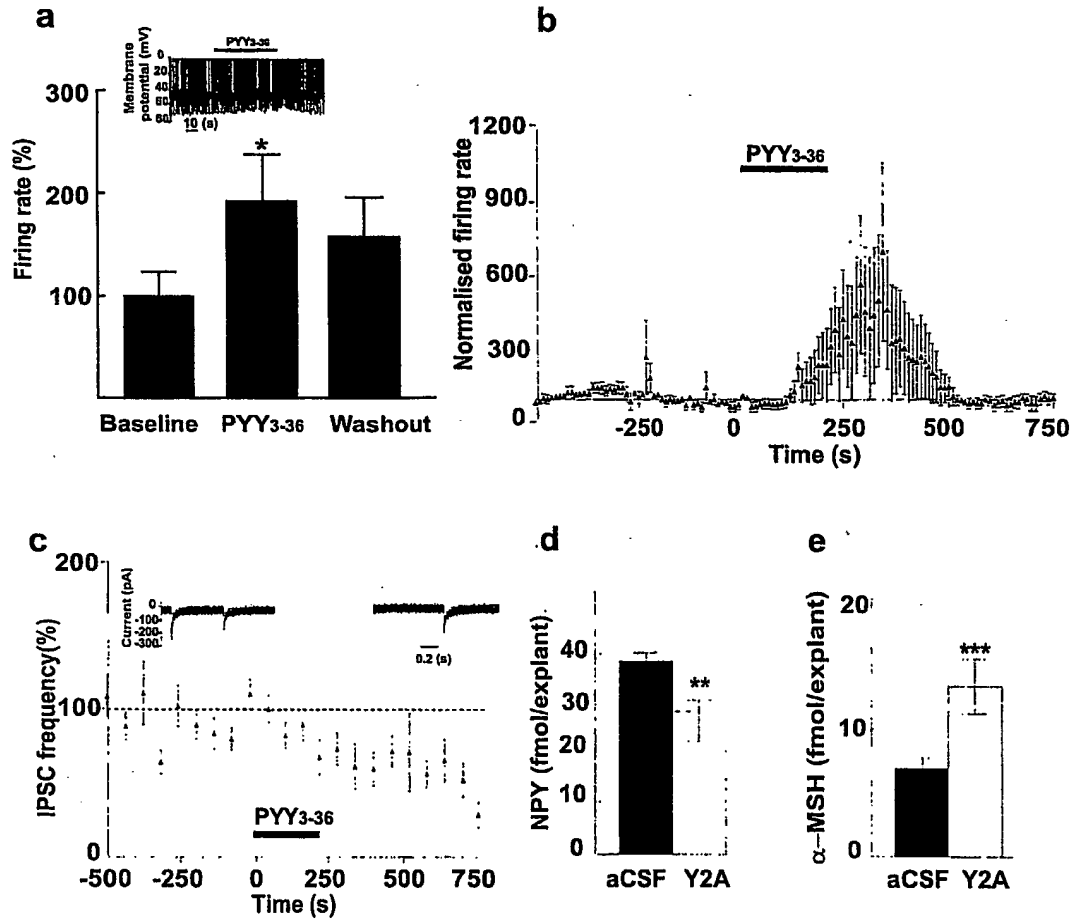 a
PYY3-36
Membrane
potential (mV)
0
20
40
60
80
10 (s)
300
200
100
Firing rate (%)
*
Baseline PYY3-36 Washout
b
1200
900
600
300
0
Normalised firing rate
PYY3-36
-250 0 250 500 750
Time (s)
c
200
100
0
IPSC frequency(%)
Current (pA)
0
-100
-200
-300
0.2 (s)
PYY3-36
-500 -250 0 250 500 750
Time (s)
d
40
30
20
10
0
NPY (fmol/explant)
**
aCSF Y2A
e
20
10
0
α–MSH (fmol/explant)
***
aCSF Y2A